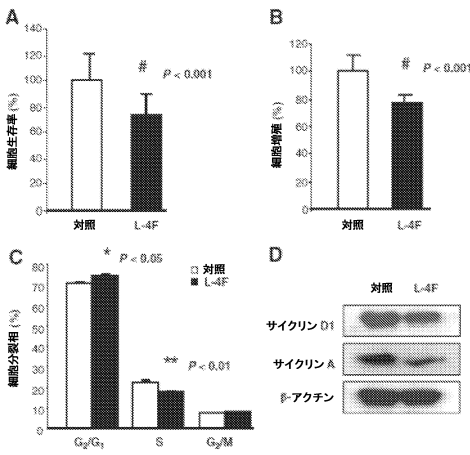 A
140
120
100
80
60
40
20
0
細胞生存率 (%)
#
P < 0.001
対照
L-4F
B
120
100
80
60
40
20
0
細胞増殖 (%)
#
P < 0.001
対照
L-4F
C
80
70
60
50
40
30
20
10
0
細胞分裂相 (%)
* P < 0.05
対照
L-4F
** P < 0.01
G2/G1
S
G2/M
D
対照 L-4F
サイクリン D1
サイクリン A
β-アクチン